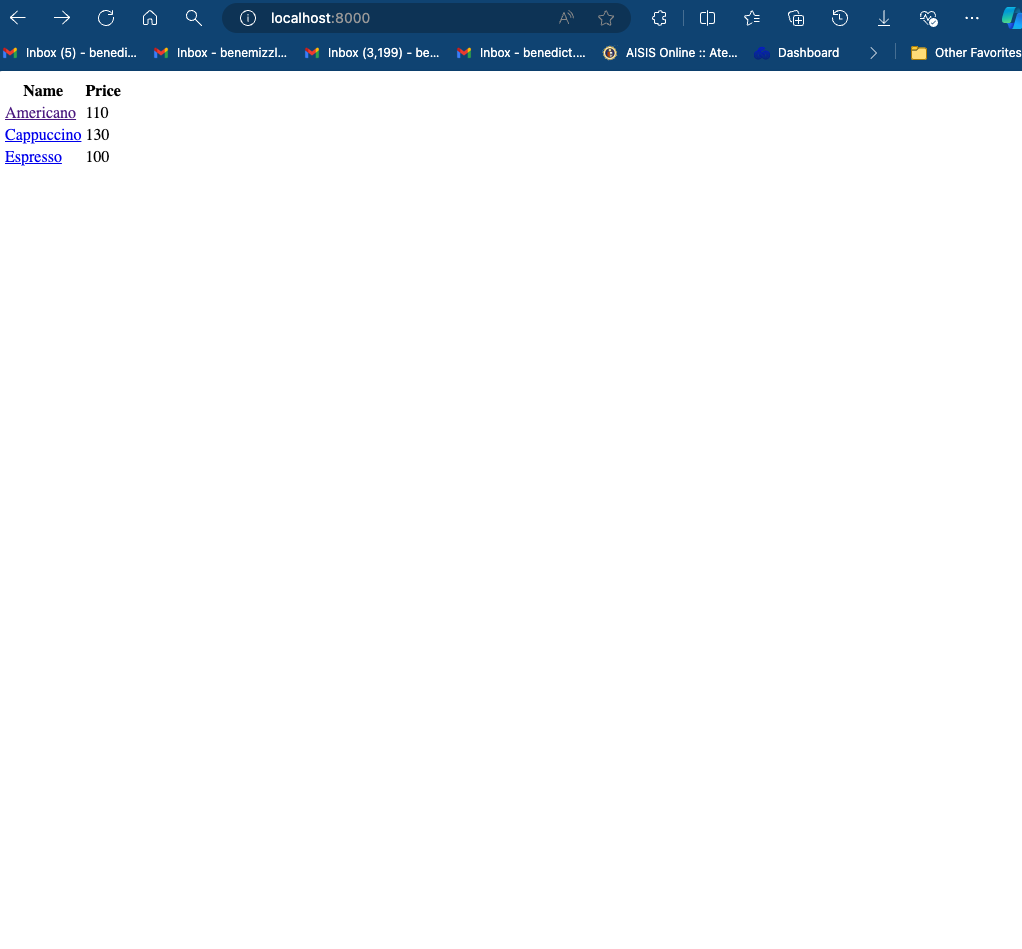 localhost:8000
Inbox (5) - benedi... Inbox - benemizzl... Inbox (3,199) - be... Inbox - benedict.... AISIS Online :: Ate... Dashboard Other Favorites
Name Price
Americano 110
Cappuccino 130
Espresso 100